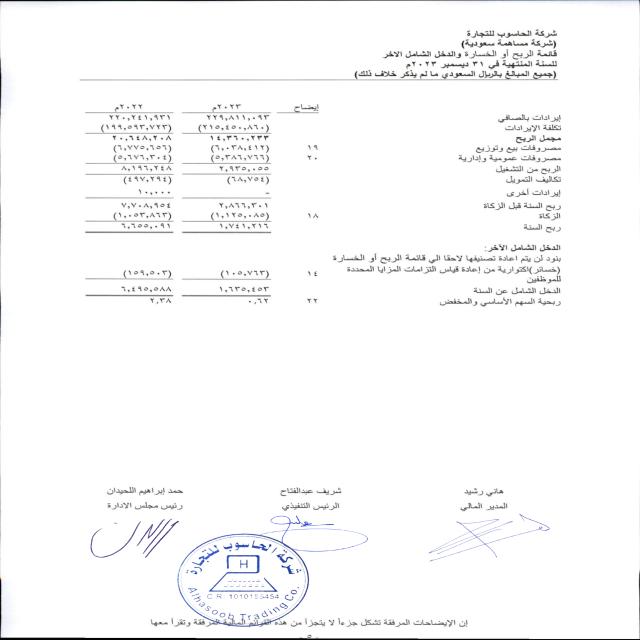 شركة الحاسوب للتجارة
(شركة مساهمة سعودية)
قائمة الربح أو الخسارة والدخل الشامل الاخر
للسنة المنتهية في ٣١ ديسمبر ٢٠٢٣م
(جميع المبالغ بالريال السعودي ما لم يذكر خلاف ذلك)
إيضاح ٢٠٢٣م ٢٠٢٢م
إيرادات بالصافي ٢٢٩,٨١١,٠٩٣ ٢٢٠,٢٤١,٩٣١
تكلفة الإيرادات (٢١٥,٤٥٠,٨٦٠) (١٩٩,٥٩٣,٧٢٣)
مجمل الربح ١٤,٣٦٠,٢٣٣ ٢٠,٦٤٨,٢٠٨
مصروفات بيع وتوزيع ١٩ (٦,٠٣٨,٤١٢) (٦,٧٧٥,٦٥٦)
مصروفات عمومية وإدارية ٢٠ (٥,٣٨٦,٧٦٦) (٥,٦٧٦,٣٠٤)
الربح من التشغيل ٢,٩٣٥,٠٥٥ ٨,١٩٦,٢٤٨
تكاليف التمويل (٦٨,٧٥٤) (٤٩٧,٢٩٤)
إيرادات أخرى - ١٠,٠٠٠
ربح السنة قبل الزكاة ٢,٨٦٦,٣٠١ ٧,٧٠٨,٩٥٤
الزكاة ١٨ (١,١٢٥,٠٨٥) (١,٠٥٣,٨٦٣)
ربح السنة ١,٧٤١,٢١٦ ٦,٦٥٥,٠٩١
الدخل الشامل الآخر:
بنود لن يتم اعادة تصنيفها لاحقا الي قائمة الربح أو الخسارة
(خسائر)اكتوارية من إعادة قياس التزامات المزايا المحددة ١٤ (١٠٥,٧٦٣) (١٦٥,٠٠٣)
للموظفين
الدخل الشامل عن السنة ١,٦٣٥,٤٥٣ ٦,٤٩٠,٠٨٨
ربحية السهم الأساسي والمخفض ٢٢ ٠,٦٢ ٢,٣٨
هاني رشيد شريف عبدالفتاح حمد إبراهيم اللحيدان
المدير المالي الرئيس التنفيذي رئيس مجلس الادارة
شركة الحاسوب للتجارة
H
C.R: 1010155454
Alhasoob Trading Co.
إن الإيضاحات المرفقة تشكل جزءاً لا يتجزأ من هذه القوائم المالية المرفقة وتقرأ معها